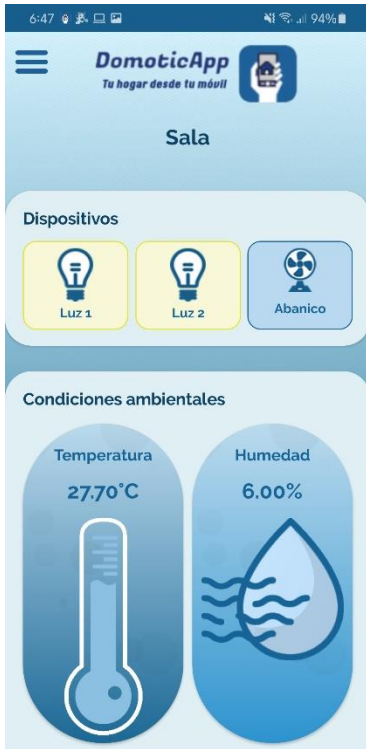 6:47 94%
DomoticApp
Tu hogar desde tu móvil
Sala
Dispositivos
Luz 1 Luz 2 Abanico
Condiciones ambientales
Temperatura Humedad
27.70°C 6.00%